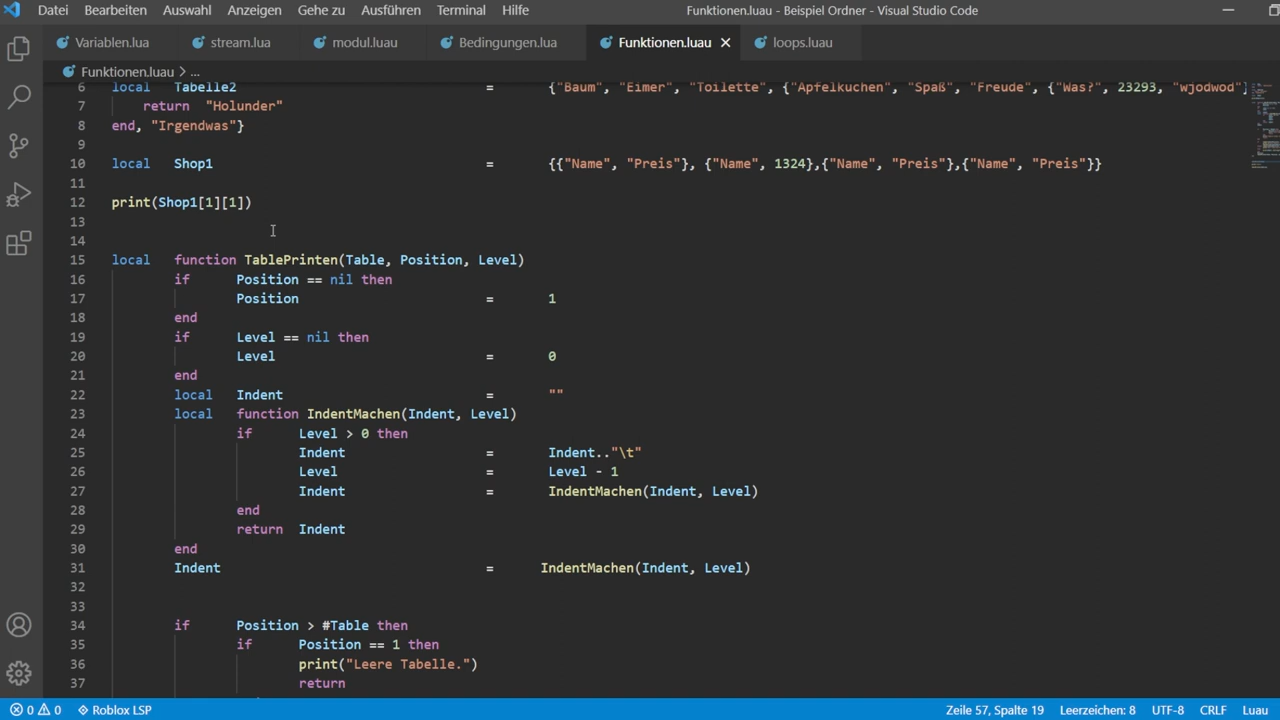 Datei Bearbeiten Auswahl Anzeigen Gehe zu Ausführen Terminal Hilfe Funktionen.luau - Beispiel Ordner - Visual Studio Code
Variablen.lua stream.lua modul.luau Bedingungen.lua Funktionen.luau loops.luau
Funktionen.luau > ...
6 local Tabelle2 = {"Baum", "Eimer", "Toilette", {"Apfelkuchen", "Spaß", "Freude", {"Was?", 23293, "wjodwod"
7 return "Holunder"
8 end, "Irgendwas"}
9
10 local Shop1 = {{"Name", "Preis"}, {"Name", 1324},{"Name", "Preis"},{"Name", "Preis"}}
11
12 print(Shop1[1][1])
13
14
15 local function TablePrinten(Table, Position, Level)
16 if Position == nil then
17 Position = 1
18 end
19 if Level == nil then
20 Level = 0
21 end
22 local Indent = ""
23 local function IndentMachen(Indent, Level)
24 if Level > 0 then
25 Indent = Indent.."\t"
26 Level = Level - 1
27 Indent = IndentMachen(Indent, Level)
28 end
29 return Indent
30 end
31 Indent = IndentMachen(Indent, Level)
32
33
34 if Position > #Table then
35 if Position == 1 then
36 print("Leere Tabelle.")
37 return
0 0 Roblox LSP Zeile 57, Spalte 19 Leerzeichen: 8 UTF-8 CRLF Luau